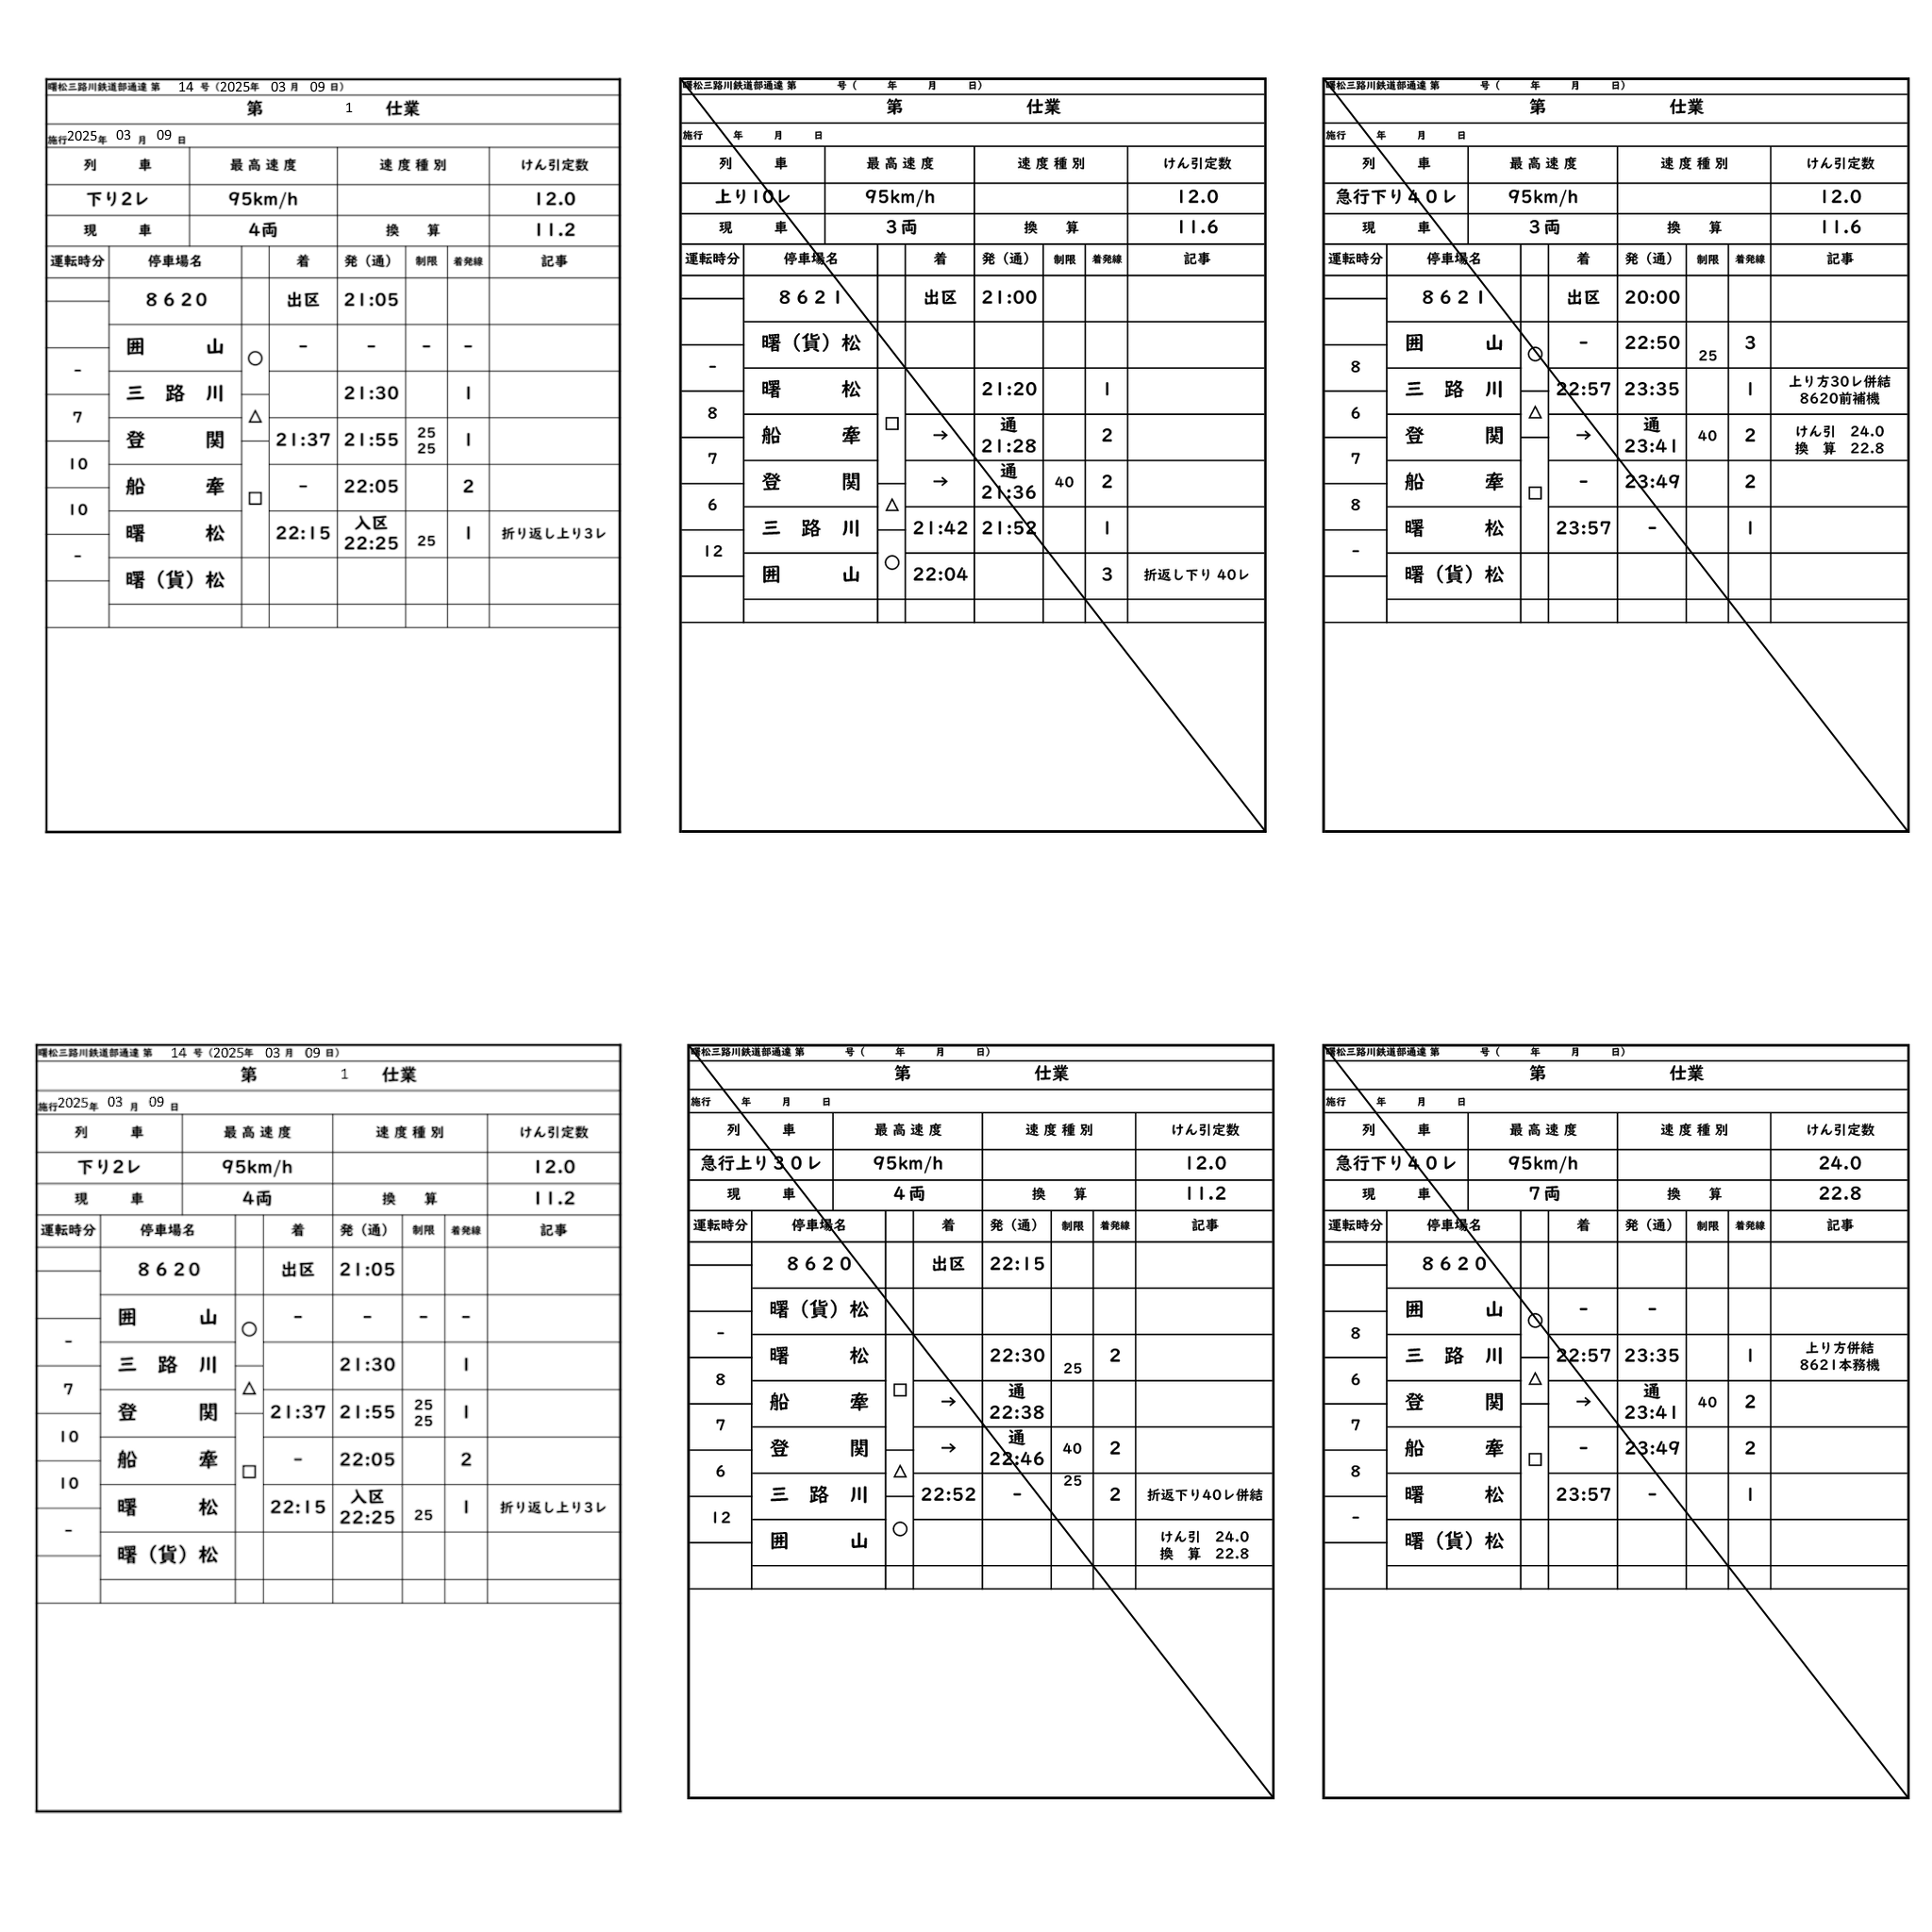 曙松三路川鉄道部通達 第 14 号（2025年 03 月 09 日）
第 1 仕業
施行2025年 03 月 09 日
列 車 最高速度 速度種別 けん引定数
下り2レ 95km/h 12.0
現 車 4両 換 算 11.2
運転時分 停車場名 着 発（通） 制限 着発線 記事
8620 出区 21:05
囲 山 ○ - - - -
-
三 路 川 21:30 1
7 △
登 関 21:37 21:55 25 25 1
10
船 牽 - 22:05 2
10 □
曙 松 22:15 入区 22:25 25 1 折り返し上り3レ
-
曙（貨）松
曙松三路川鉄道部通達 第 号（ 年 月 日）
第 仕業
施行 年 月 日
列 車 最高速度 速度種別 けん引定数
上り10レ 95km/h 12.0
現 車 3両 換 算 11.6
運転時分 停車場名 着 発（通） 制限 着発線 記事
8621 出区 21:00
曙（貨）松
-
曙 松 21:20 1
8 □
船 牽 → 通 21:28 2
7
登 関 → 通 21:36 40 2
6 △
三 路 川 21:42 21:52 1
12 ○
囲 山 22:04 3 折返し下り 40レ
曙松三路川鉄道部通達 第 号（ 年 月 日）
第 仕業
施行 年 月 日
列 車 最高速度 速度種別 けん引定数
急行下り40レ 95km/h 12.0
現 車 3両 換 算 11.6
運転時分 停車場名 着 発（通） 制限 着発線 記事
8621 出区 20:00
囲 山 ○ - 22:50 25 3
8
三 路 川 22:57 23:35 1 上り方30レ併結 8620前補機
6 △
登 関 → 通 23:41 40 2 けん引 24.0 換 算 22.8
7
船 牽 - 23:49 2
8 □
曙 松 23:57 - 1
-
曙（貨）松
曙松三路川鉄道部通達 第 14 号（2025年 03 月 09 日）
第 1 仕業
施行2025年 03 月 09 日
列 車 最高速度 速度種別 けん引定数
下り2レ 95km/h 12.0
現 車 4両 換 算 11.2
運転時分 停車場名 着 発（通） 制限 着発線 記事
8620 出区 21:05
囲 山 ○ - - - -
-
三 路 川 21:30 1
7 △
登 関 21:37 21:55 25 25 1
10
船 牽 - 22:05 2
10 □
曙 松 22:15 入区 22:25 25 1 折り返し上り3レ
-
曙（貨）松
曙松三路川鉄道部通達 第 号（ 年 月 日）
第 仕業
施行 年 月 日
列 車 最高速度 速度種別 けん引定数
急行上り30レ 95km/h 12.0
現 車 4両 換 算 11.2
運転時分 停車場名 着 発（通） 制限 着発線 記事
8620 出区 22:15
曙（貨）松
-
曙 松 22:30 25 2
8 □
船 牽 → 通 22:38
7
登 関 → 通 22:46 40 2
6 △
三 路 川 22:52 - 25 2 折返下り40レ併結
12 ○
囲 山 けん引 24.0 換 算 22.8
曙松三路川鉄道部通達 第 号（ 年 月 日）
第 仕業
施行 年 月 日
列 車 最高速度 速度種別 けん引定数
急行下り40レ 95km/h 24.0
現 車 7両 換 算 22.8
運転時分 停車場名 着 発（通） 制限 着発線 記事
8620
囲 山 ○ - -
8
三 路 川 22:57 23:35 1 上り方併結 8621本務機
6 △
登 関 → 通 23:41 40 2
7
船 牽 - 23:49 2
8 □
曙 松 23:57 - 1
-
曙（貨）松